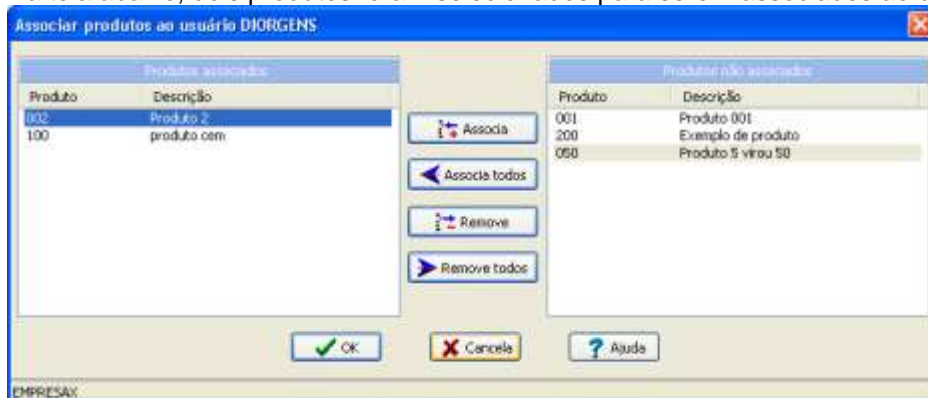 Associar produtos ao usuário DIORGENS
Produtos associados
Produto Descrição
002 Produto 2
100 produto cem
Associa
Associa todos
Remove
Remove todos
Produtos não associados
Produto Descrição
001 Produto 001
200 Exemplo de produto
050 Produto 5 virou 50
OK
Cancela
Ajuda
EMPRESAX